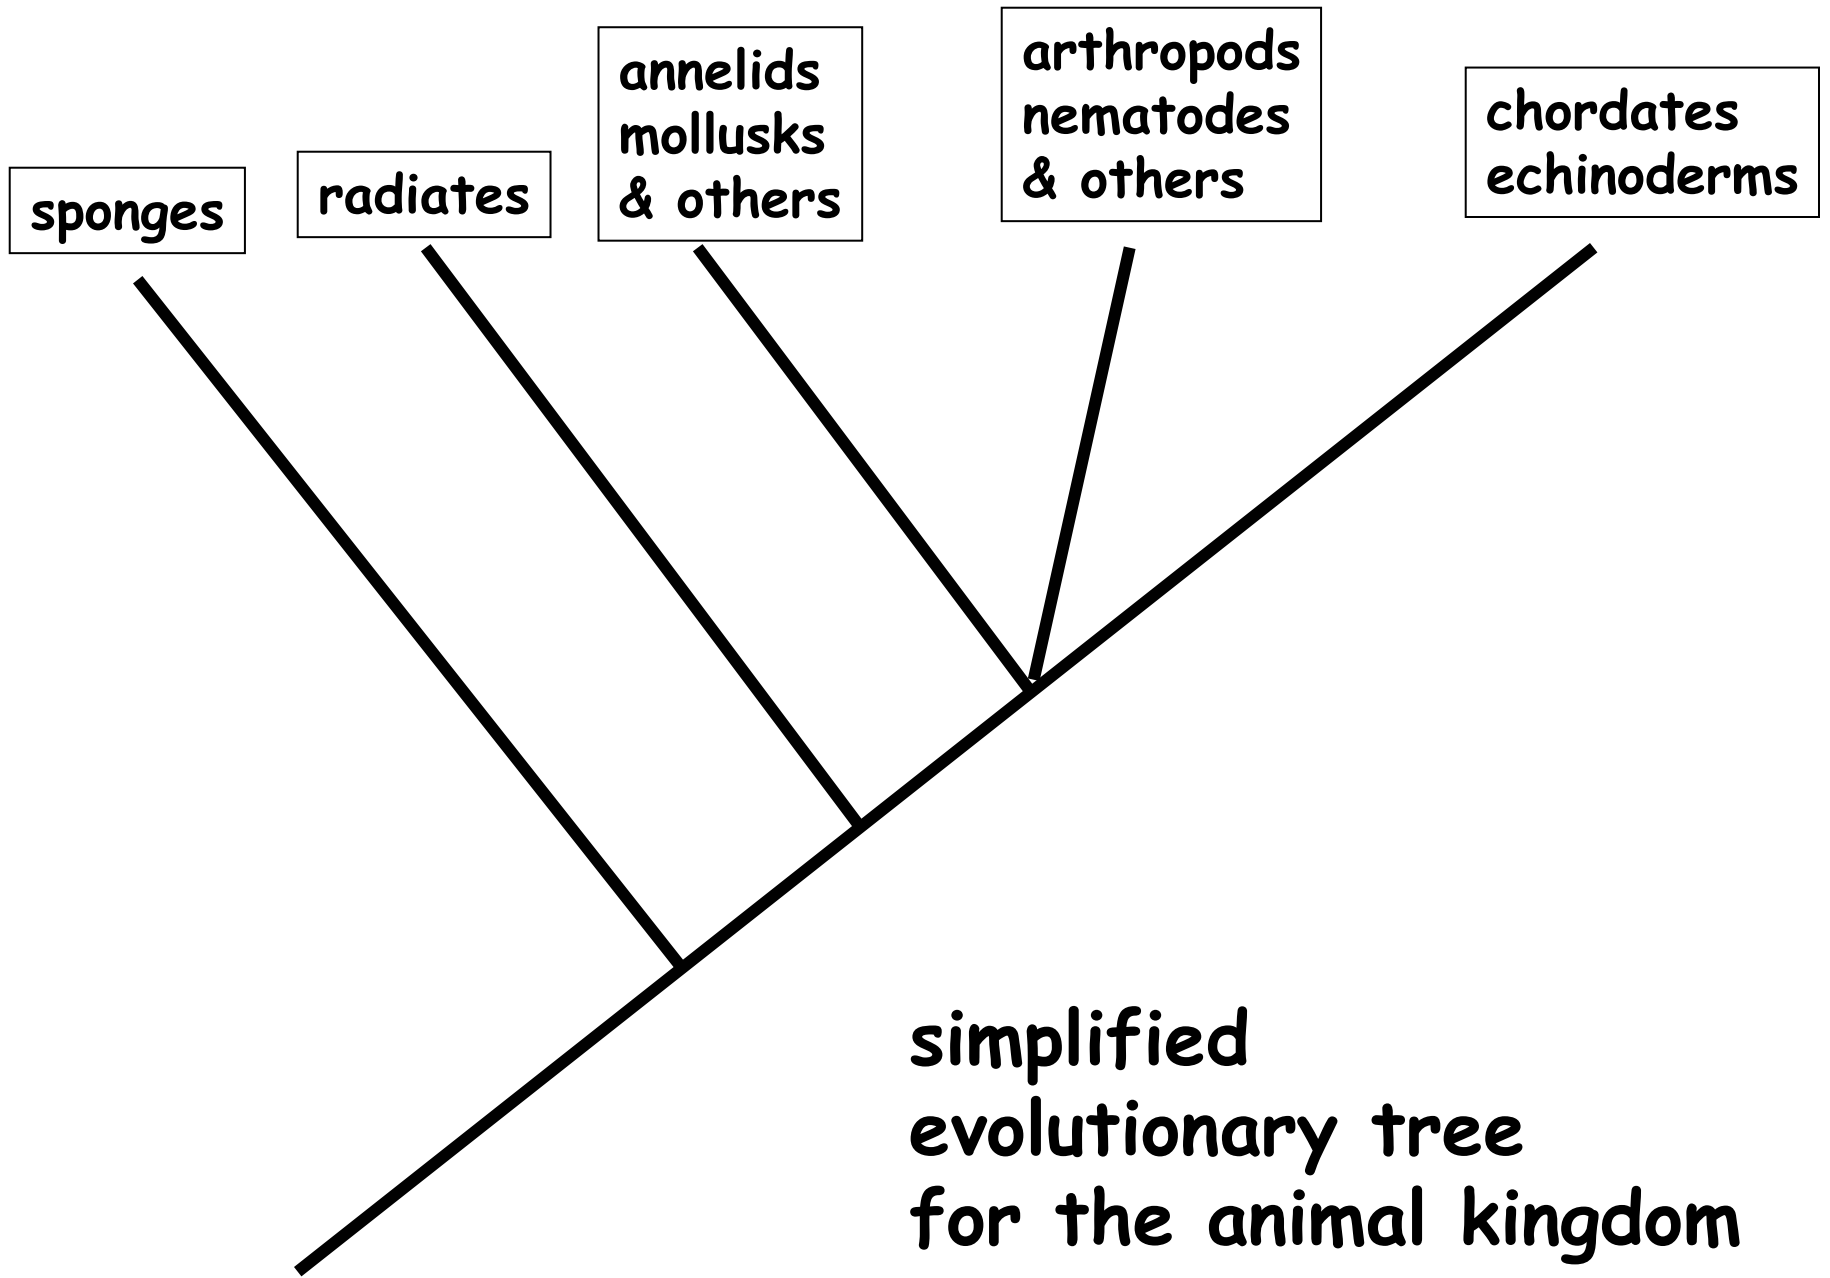 sponges
radiates
annelids
mollusks
& others
arthropods
nematodes
& others
chordates
echinoderms
simplified
evolutionary tree
for the animal kingdom